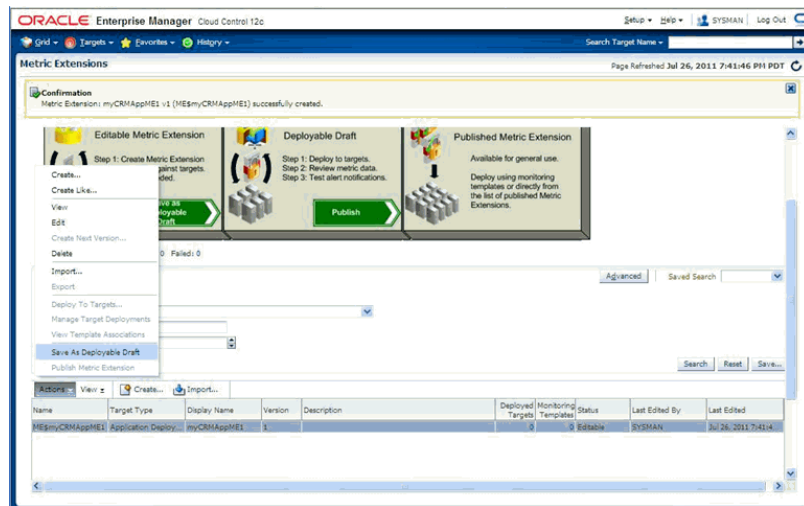 ORACLE Enterprise Manager Cloud Control 12c
Setup Help SYSMAN Log Out
Grid Targets Favorites History Search Target Name
Metric Extensions
Page Refreshed Jul 26, 2011 7:41:46 PM PDT
Confirmation
Metric Extension: myCRMAppME1 v1 (ME$myCRMAppME1) successfully created.
Editable Metric Extension
Step 1: Create Metric Extension
against targets.
Deployable Draft
Step 1: Deploy to targets.
Step 2: Review metric data.
Step 3: Test alert notifications.
Publish
Published Metric Extension
Available for general use.
Deploy using monitoring
templates or directly from
the list of published Metric
Extensions.
Create...
Create Like...
View
Edit
Create Next Version...
Delete
Import...
Export
Deploy To Targets...
Manage Target Deployments
View Template Associations
Save As Deployable Draft
Publish Metric Extension
0 Failed: 0
Advanced Saved Search
Search Reset Save...
Actions View Create... Import...
Name Target Type Display Name Version Description Deployed Targets Monitoring Templates Status Last Edited By Last Edited
ME$myCRMAppME1 Application Deploy... myCRMAppME1 1 0 0 Editable SYSMAN Jul 26, 2011 7:41:4